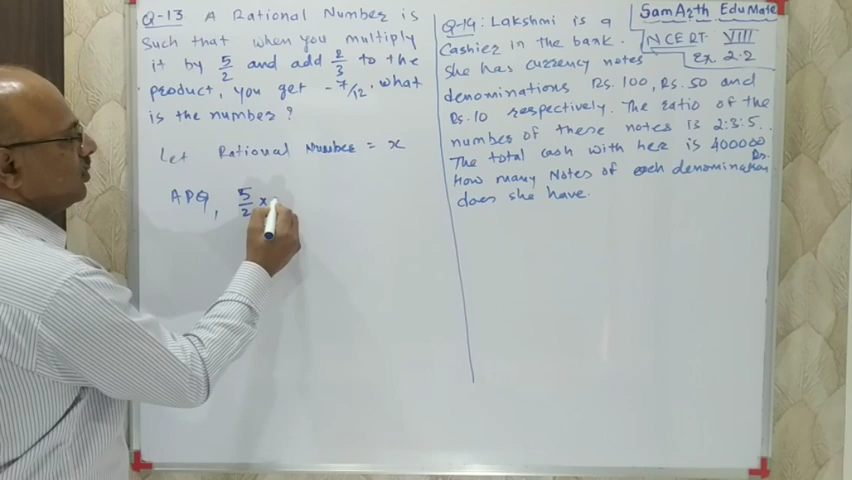 Q-13 A Rational Number is
such that when you multiply
it by 5/2 and add 2/3 to the
product, you get -7/12. what
is the number?
Let Rational Number = x
APQ, 5/2 x
Q-14: Lakshmi is a
Cashier in the bank.
She has currency notes
denominations Rs. 100, Rs. 50 and
Rs. 10 respectively. The ratio of the
number of these notes is 2:3:5.
The total cash with her is 400000
Rs.
How many Notes of each denomination
does she have.
SamArth EduMate
NCERT VIII
Ex. 2.2